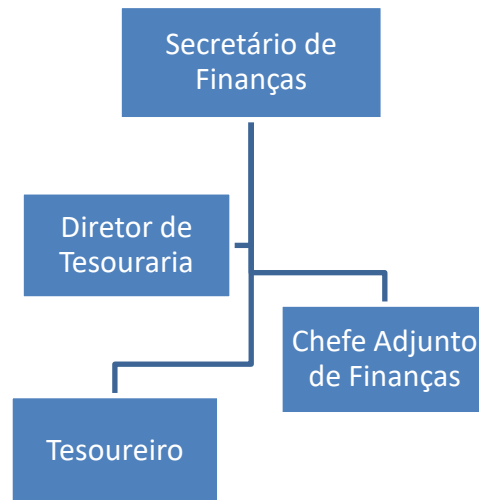 Secretário de
Finanças
Diretor de
Tesouraria
Chefe Adjunto
de Finanças
Tesoureiro